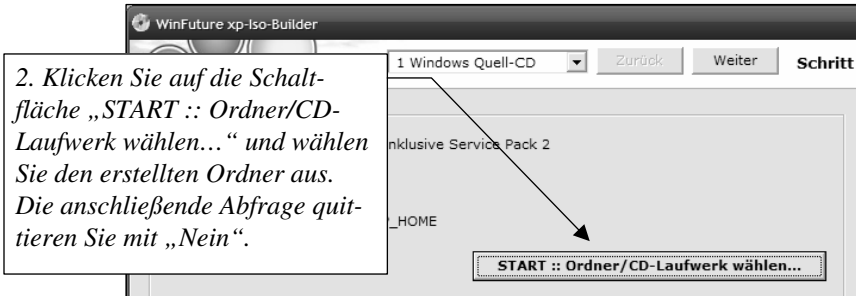 WinFuture xp-Iso-Builder
1 Windows Quell-CD
Zurück
Weiter
Schritt
2. Klicken Sie auf die Schalt-
fläche „START :: Ordner/CD-
Laufwerk wählen…“ und wählen
Sie den erstellten Ordner aus.
Die anschließende Abfrage quit-
tieren Sie mit „Nein“.
nklusive Service Pack 2
_HOME
START :: Ordner/CD-Laufwerk wählen...